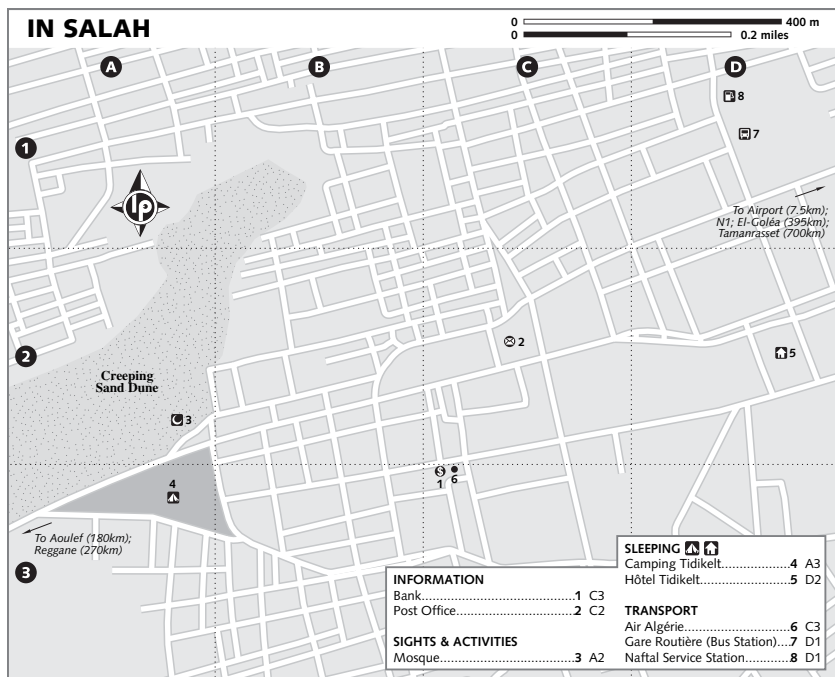 IN SALAH
0 400 m
0 0.2 miles
A B C D
8
1
7
lp
To Airport (7.5km);
N1; El-Goléa (395km);
Tamanrasset (700km)
2
2
5
Creeping
Sand Dune
3
4
1 6
To Aoulef (180km);
Reggane (270km)
3
INFORMATION
Bank.............................1 C3
Post Office.........................2 C2
SIGHTS & ACTIVITIES
Mosque............................3 A2
SLEEPING
Camping Tidikelt.................4 A3
Hôtel Tidikelt......................5 D2
TRANSPORT
Air Algérie..........................6 C3
Gare Routière (Bus Station)....7 D1
Naftal Service Station..........8 D1